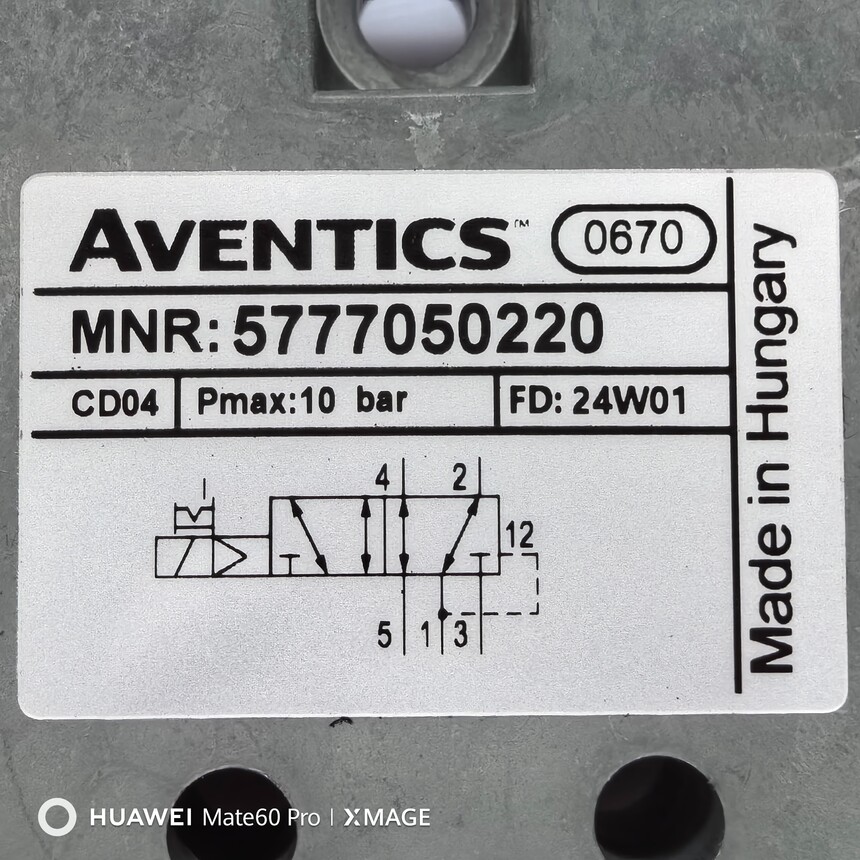 AVENTICS™ 0670
MNR: 5777050220
CD04 Pmax:10 bar FD: 24W01
4 2
12
5 1 3
Made in Hungary
HUAWEI Mate60 Pro | XMAGE